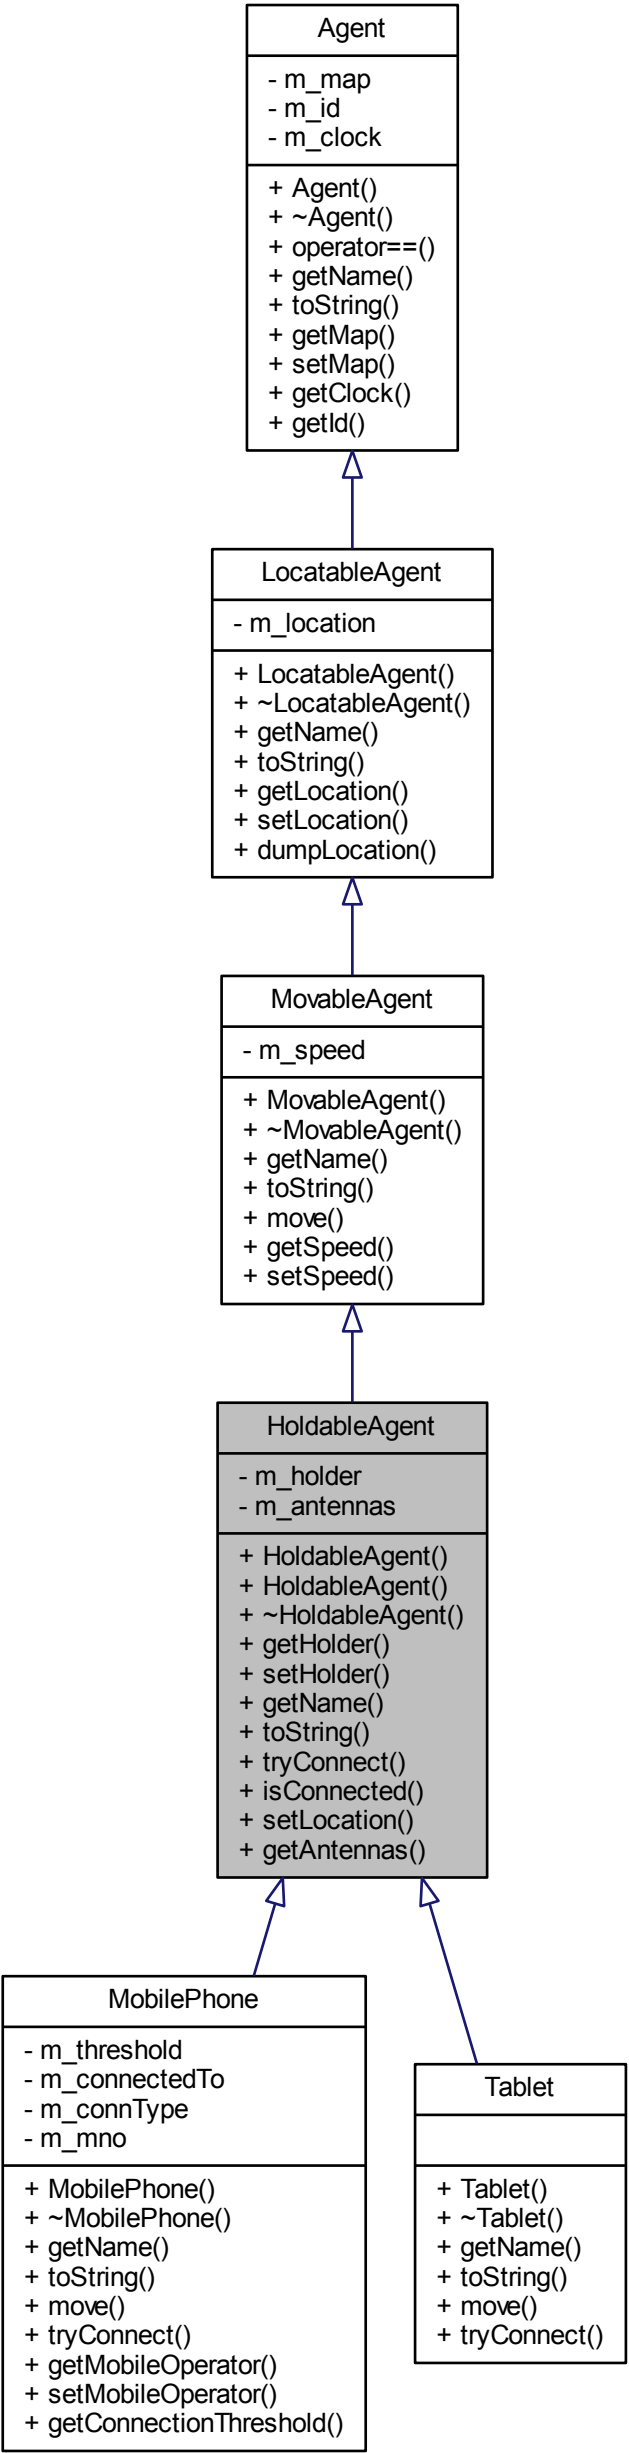 Agent
- m_map
- m_id
- m_clock
+ Agent()
+ ~Agent()
+ operator==()
+ getName()
+ toString()
+ getMap()
+ setMap()
+ getClock()
+ getId()
LocatableAgent
- m_location
+ LocatableAgent()
+ ~LocatableAgent()
+ getName()
+ toString()
+ getLocation()
+ setLocation()
+ dumpLocation()
MovableAgent
- m_speed
+ MovableAgent()
+ ~MovableAgent()
+ getName()
+ toString()
+ move()
+ getSpeed()
+ setSpeed()
HoldableAgent
- m_holder
- m_antennas
+ HoldableAgent()
+ HoldableAgent()
+ ~HoldableAgent()
+ getHolder()
+ setHolder()
+ getName()
+ toString()
+ tryConnect()
+ isConnected()
+ setLocation()
+ getAntennas()
MobilePhone
- m_threshold
- m_connectedTo
- m_connType
- m_mno
+ MobilePhone()
+ ~MobilePhone()
+ getName()
+ toString()
+ move()
+ tryConnect()
+ getMobileOperator()
+ setMobileOperator()
+ getConnectionThreshold()
Tablet
+ Tablet()
+ ~Tablet()
+ getName()
+ toString()
+ move()
+ tryConnect()